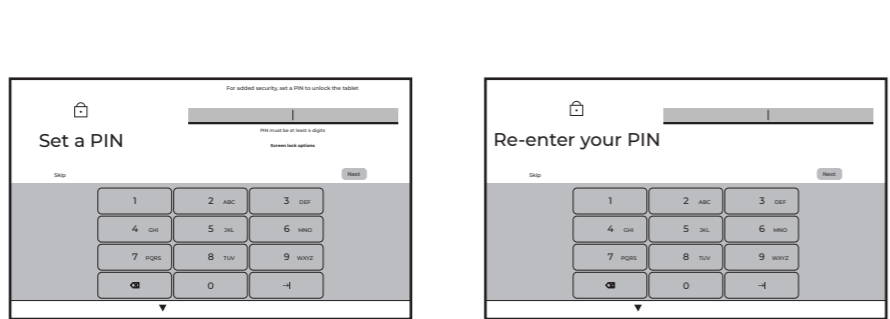 For added security, set a PIN to unlock the tablet
Set a PIN
PIN must be at least 4 digits
Screen lock options
Skip
Next
1
2 ABC
3 DEF
4 GHI
5 JKL
6 MNO
7 PQRS
8 TUV
9 WXYZ
0
Re-enter your PIN
Skip
Next
1
2 ABC
3 DEF
4 GHI
5 JKL
6 MNO
7 PQRS
8 TUV
9 WXYZ
0